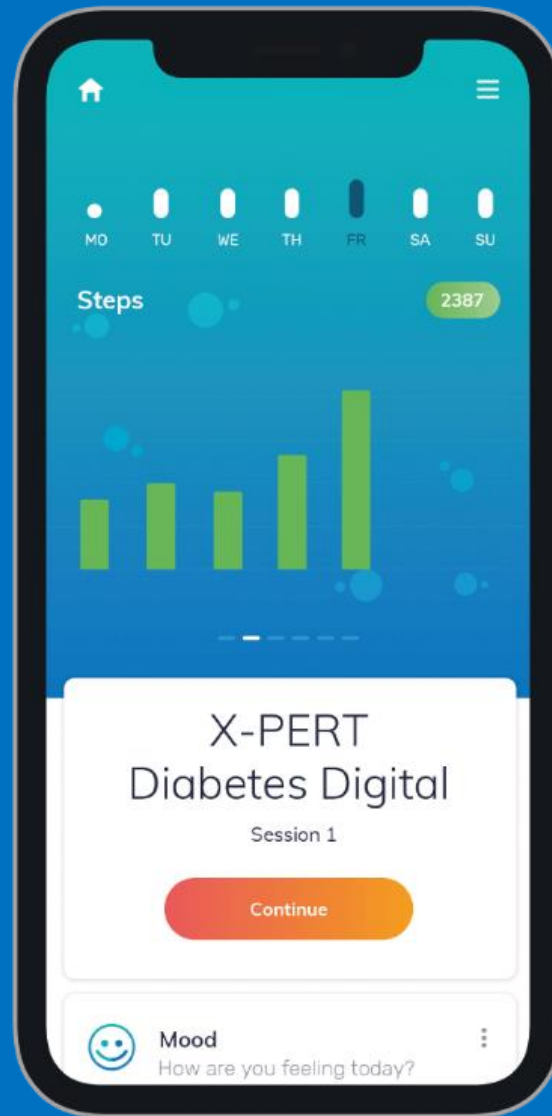 MO TU WE TH FR SA SU
Steps 2387
X-PERT
Diabetes Digital
Session 1
Continue
Mood
How are you feeling today?